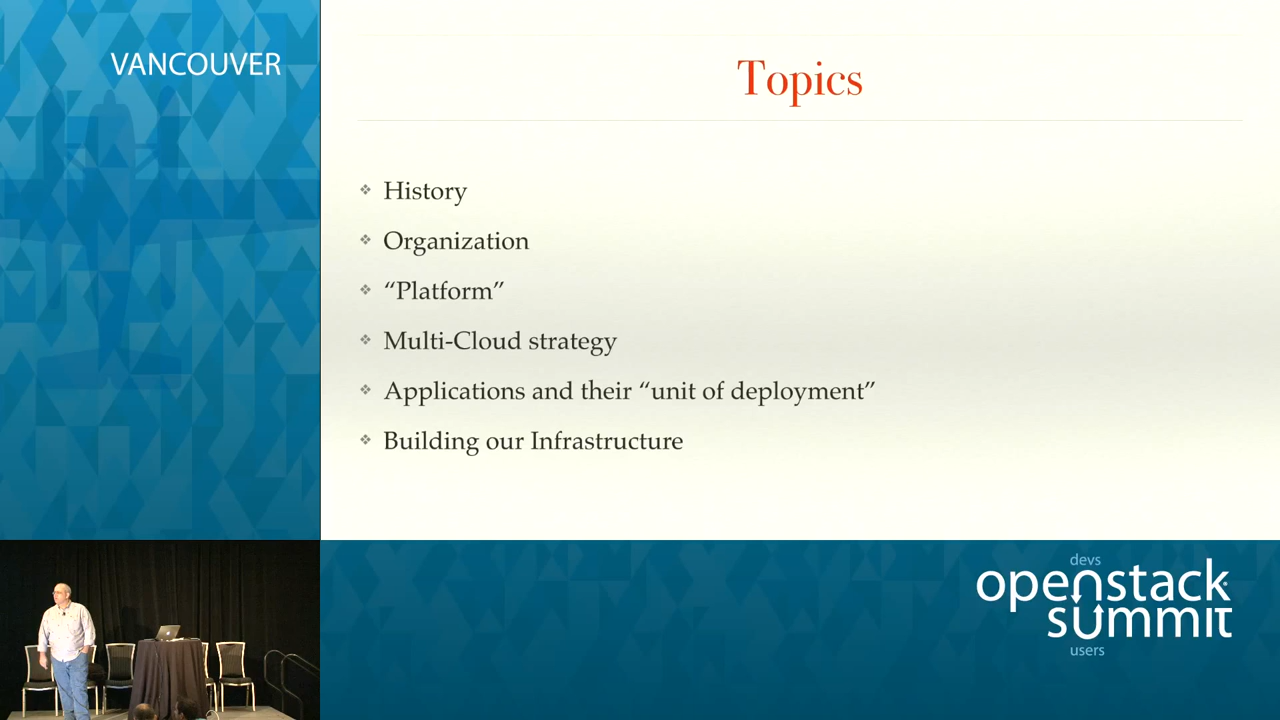 VANCOUVER
Topics
❖ History
❖ Organization
❖ “Platform”
❖ Multi-Cloud strategy
❖ Applications and their “unit of deployment”
❖ Building our Infrastructure
devs
openstack
summit
users